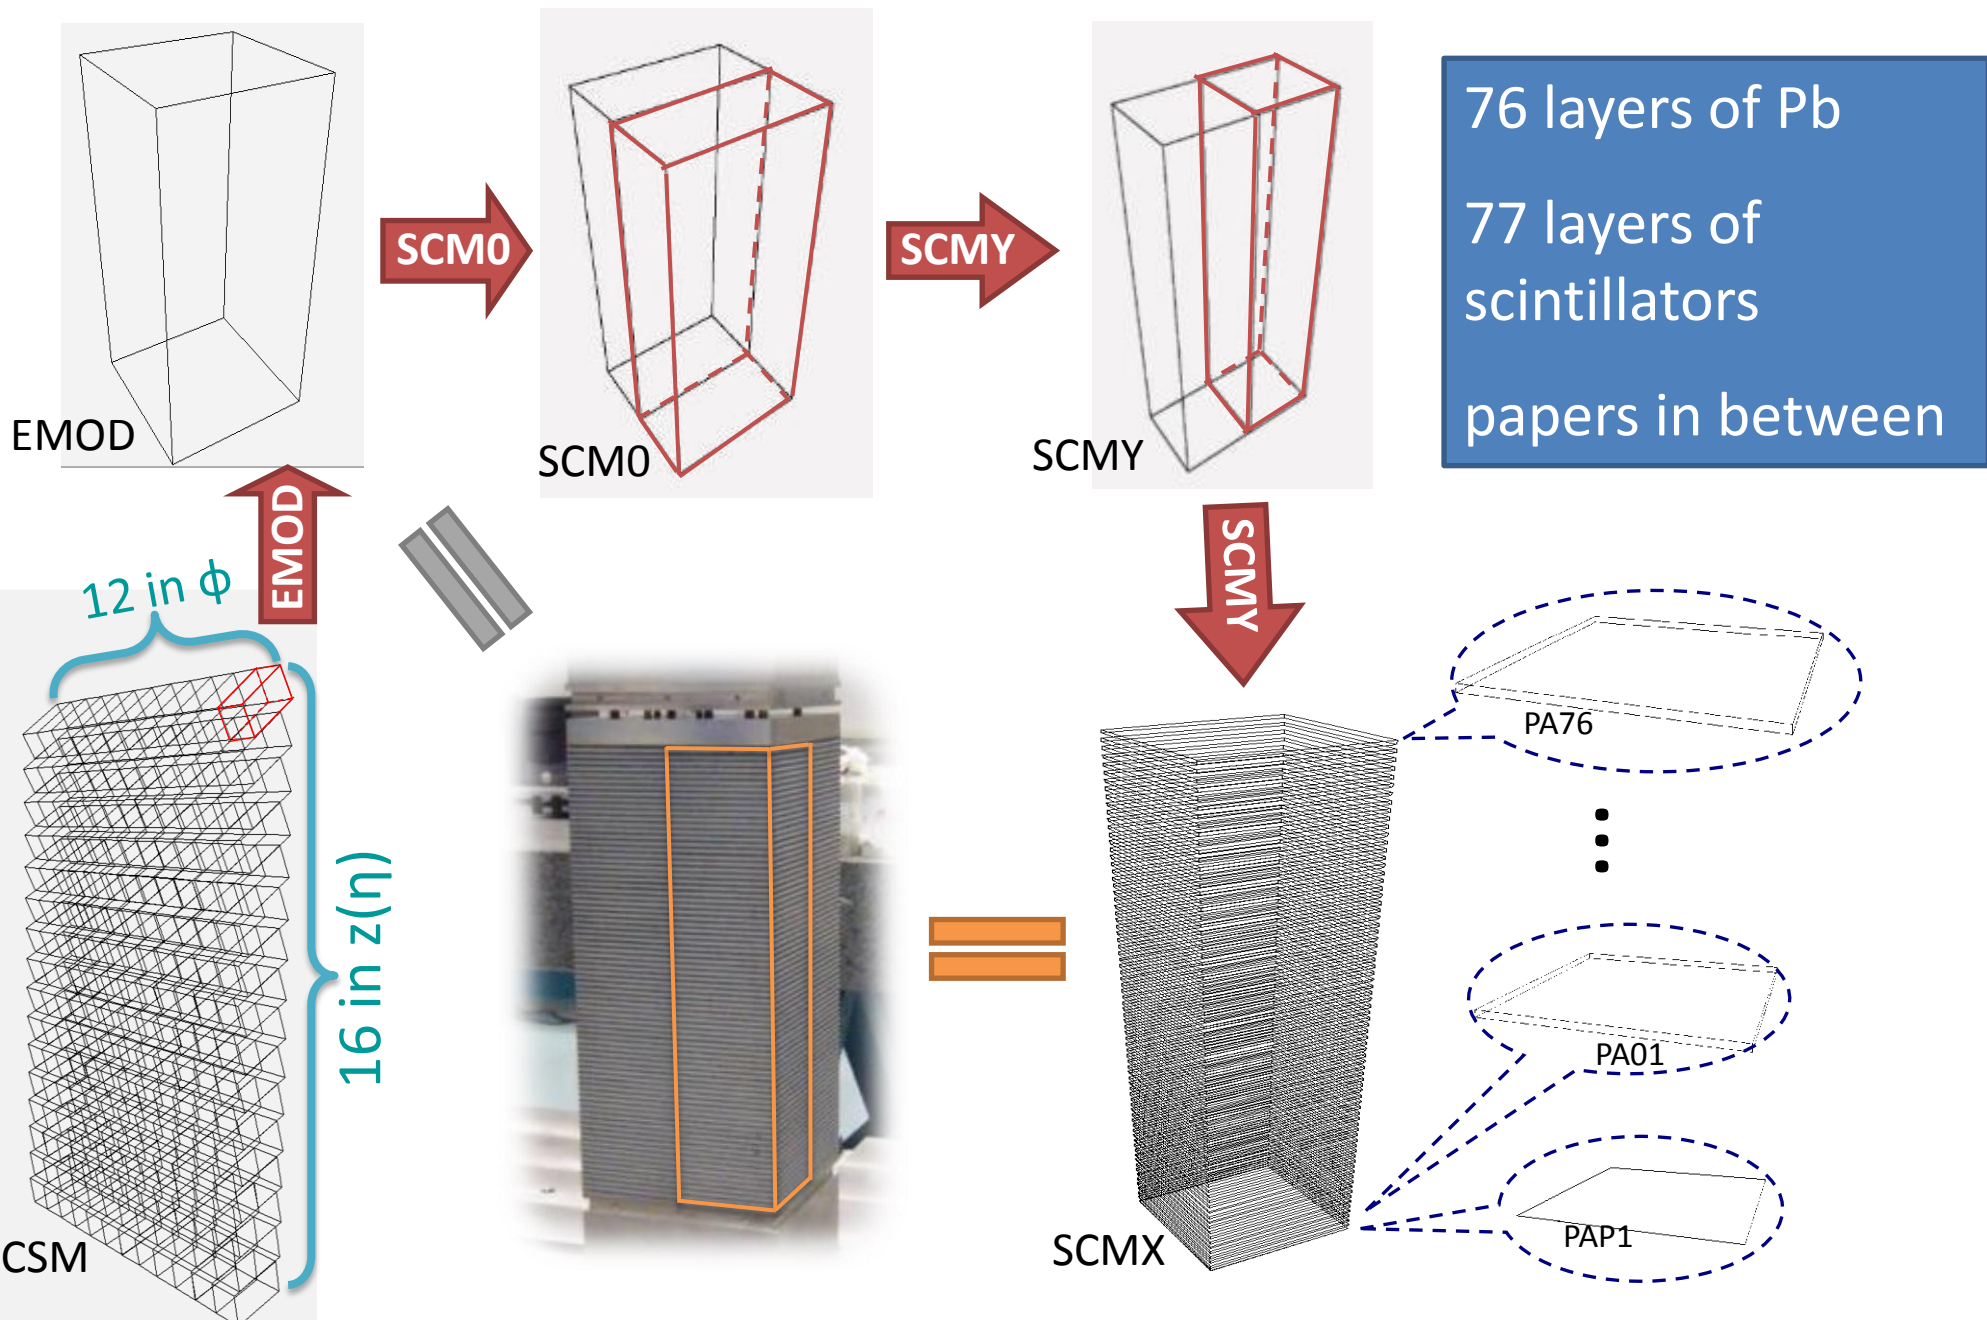 76 layers of Pb
77 layers of
scintillators
papers in between
SCM0
SCMY
EMOD
SCM0
SCMY
EMOD
SCMY
12 in ф
16 in z(η)
PA76
PA01
PAP1
CSM
SCMX